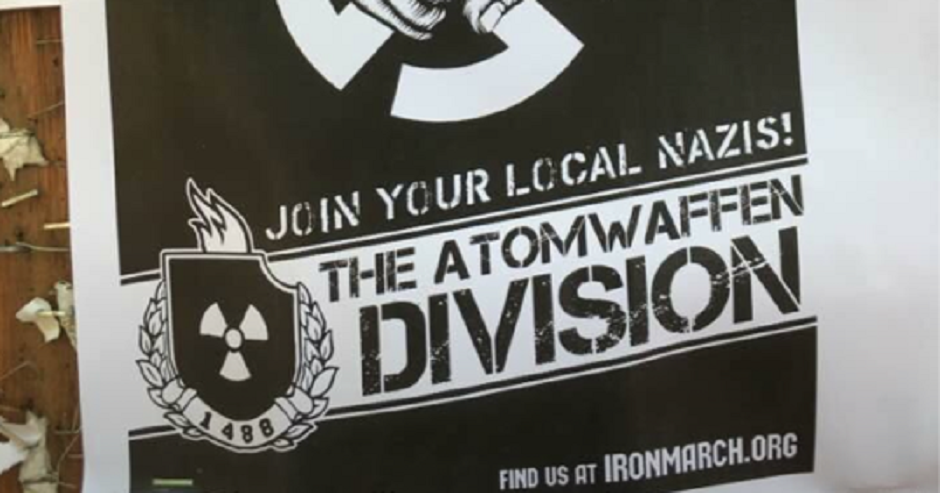 JOIN YOUR LOCAL NAZIS!
THE ATOMWAFFEN
DIVISION
1488
FIND US AT IRONMARCH.ORG